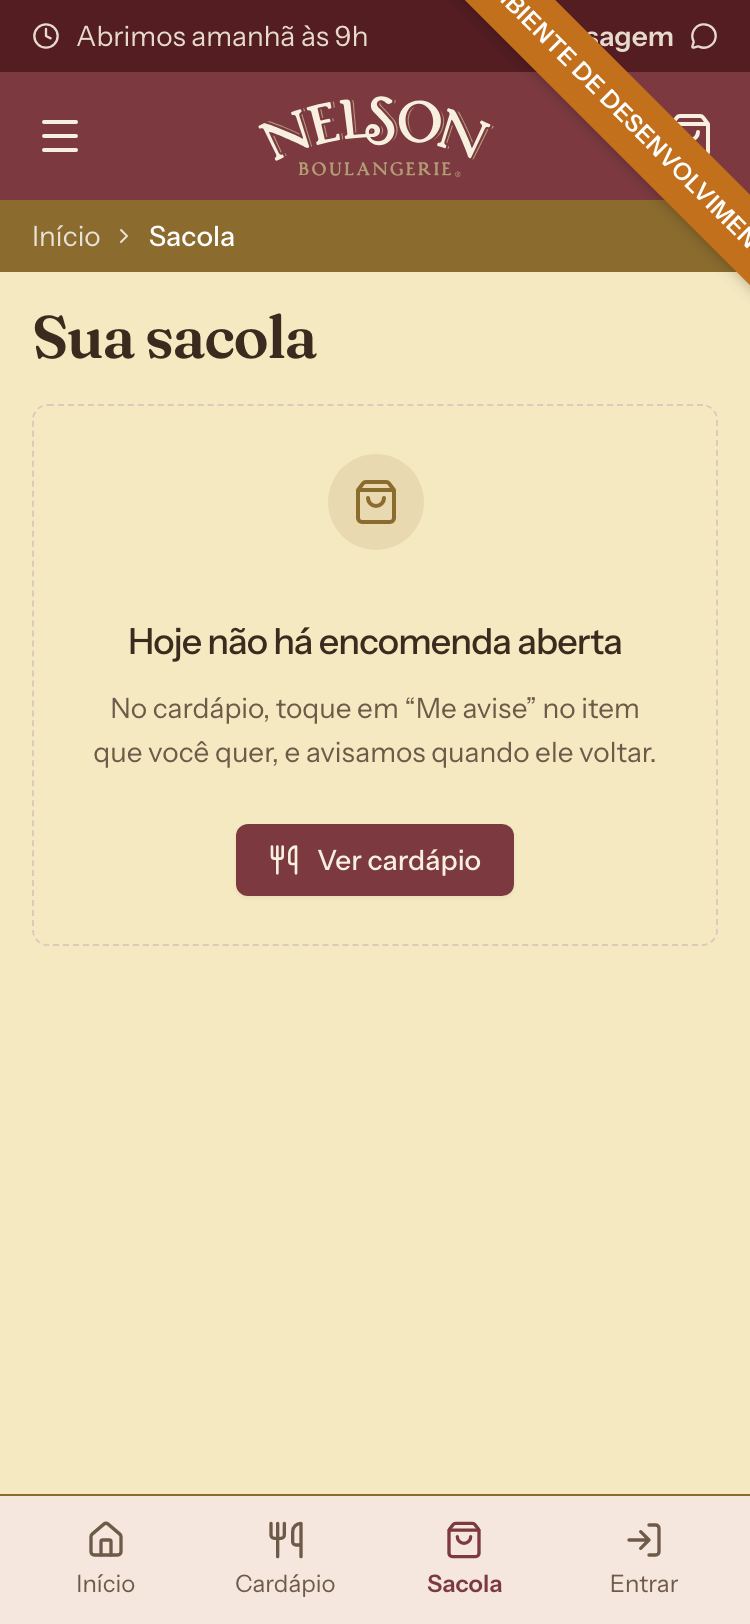 Abrimos amanhã às 9h
NELSON
BOULANGERIE
DE DESENVOLVIMEN
Início
Sacola
Sua sacola
Hoje não há encomenda aberta
No cardápio, toque em “Me avise” no item
que você quer, e avisamos quando ele voltar.
Ver cardápio
Início
Cardápio
Sacola
Entrar